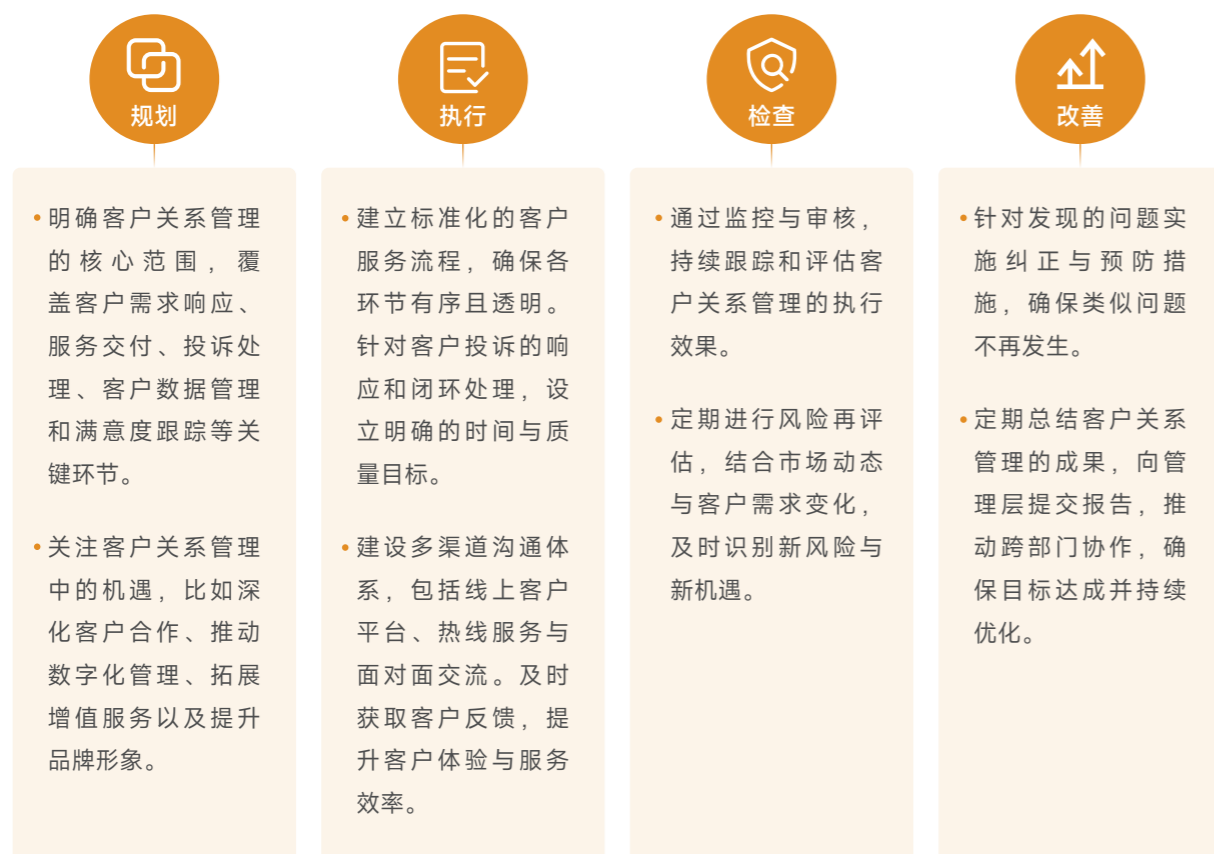 规划
• 明确客户关系管理
的核心范围，覆
盖客户需求响应、
服务交付、投诉处
理、客户数据管理
和满意度跟踪等关
键环节。
• 关注客户关系管理
中的机遇，比如深
化客户合作、推动
数字化管理、拓展
增值服务以及提升
品牌形象。
执行
• 建立标准化的客户
服务流程，确保各
环节有序且透明。
针对客户投诉的响
应和闭环处理，设
立明确的时间与质
量目标。
• 建设多渠道沟通体
系，包括线上客户
平台、热线服务与
面对面交流。及时
获取客户反馈，提
升客户体验与服务
效率。
检查
• 通过监控与审核，
持续跟踪和评估客
户关系管理的执行
效果。
• 定期进行风险再评
估，结合市场动态
与客户需求变化，
及时识别新风险与
新机遇。
改善
• 针对发现的问题实
施纠正与预防措
施，确保类似问题
不再发生。
• 定期总结客户关系
管理的成果，向管
理层提交报告，推
动跨部门协作，确
保目标达成并持续
优化。